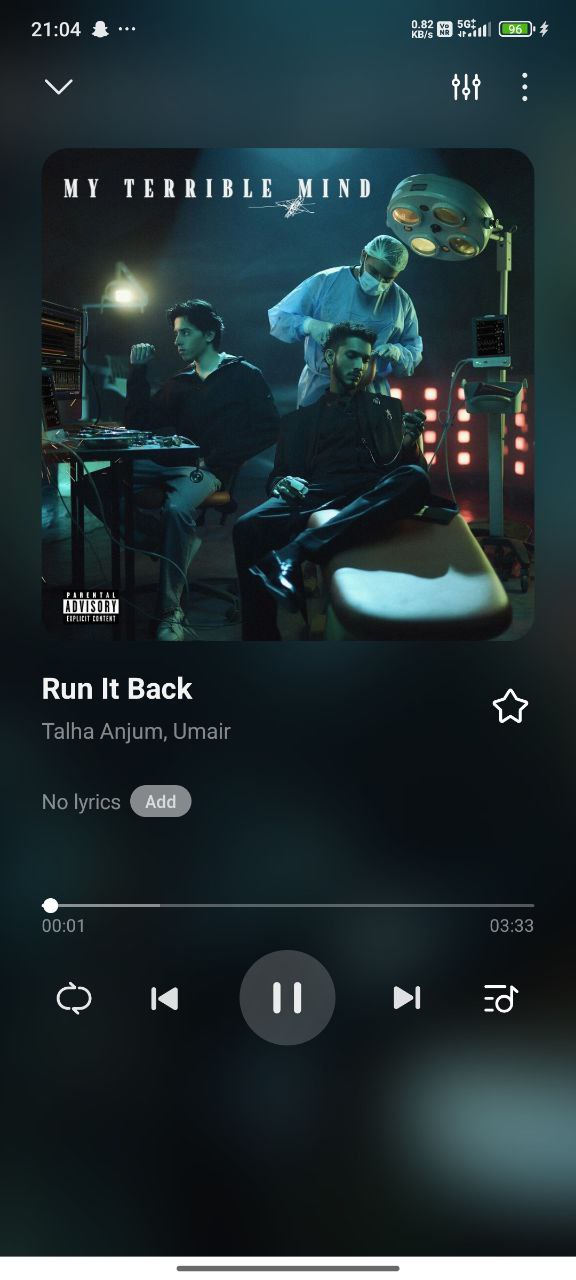 21:04
0.82 KB/s Vo NR 5G 96
MY TERRIBLE MIND
PARENTAL
ADVISORY
EXPLICIT CONTENT
Run It Back
Talha Anjum, Umair
No lyrics Add
00:01 03:33